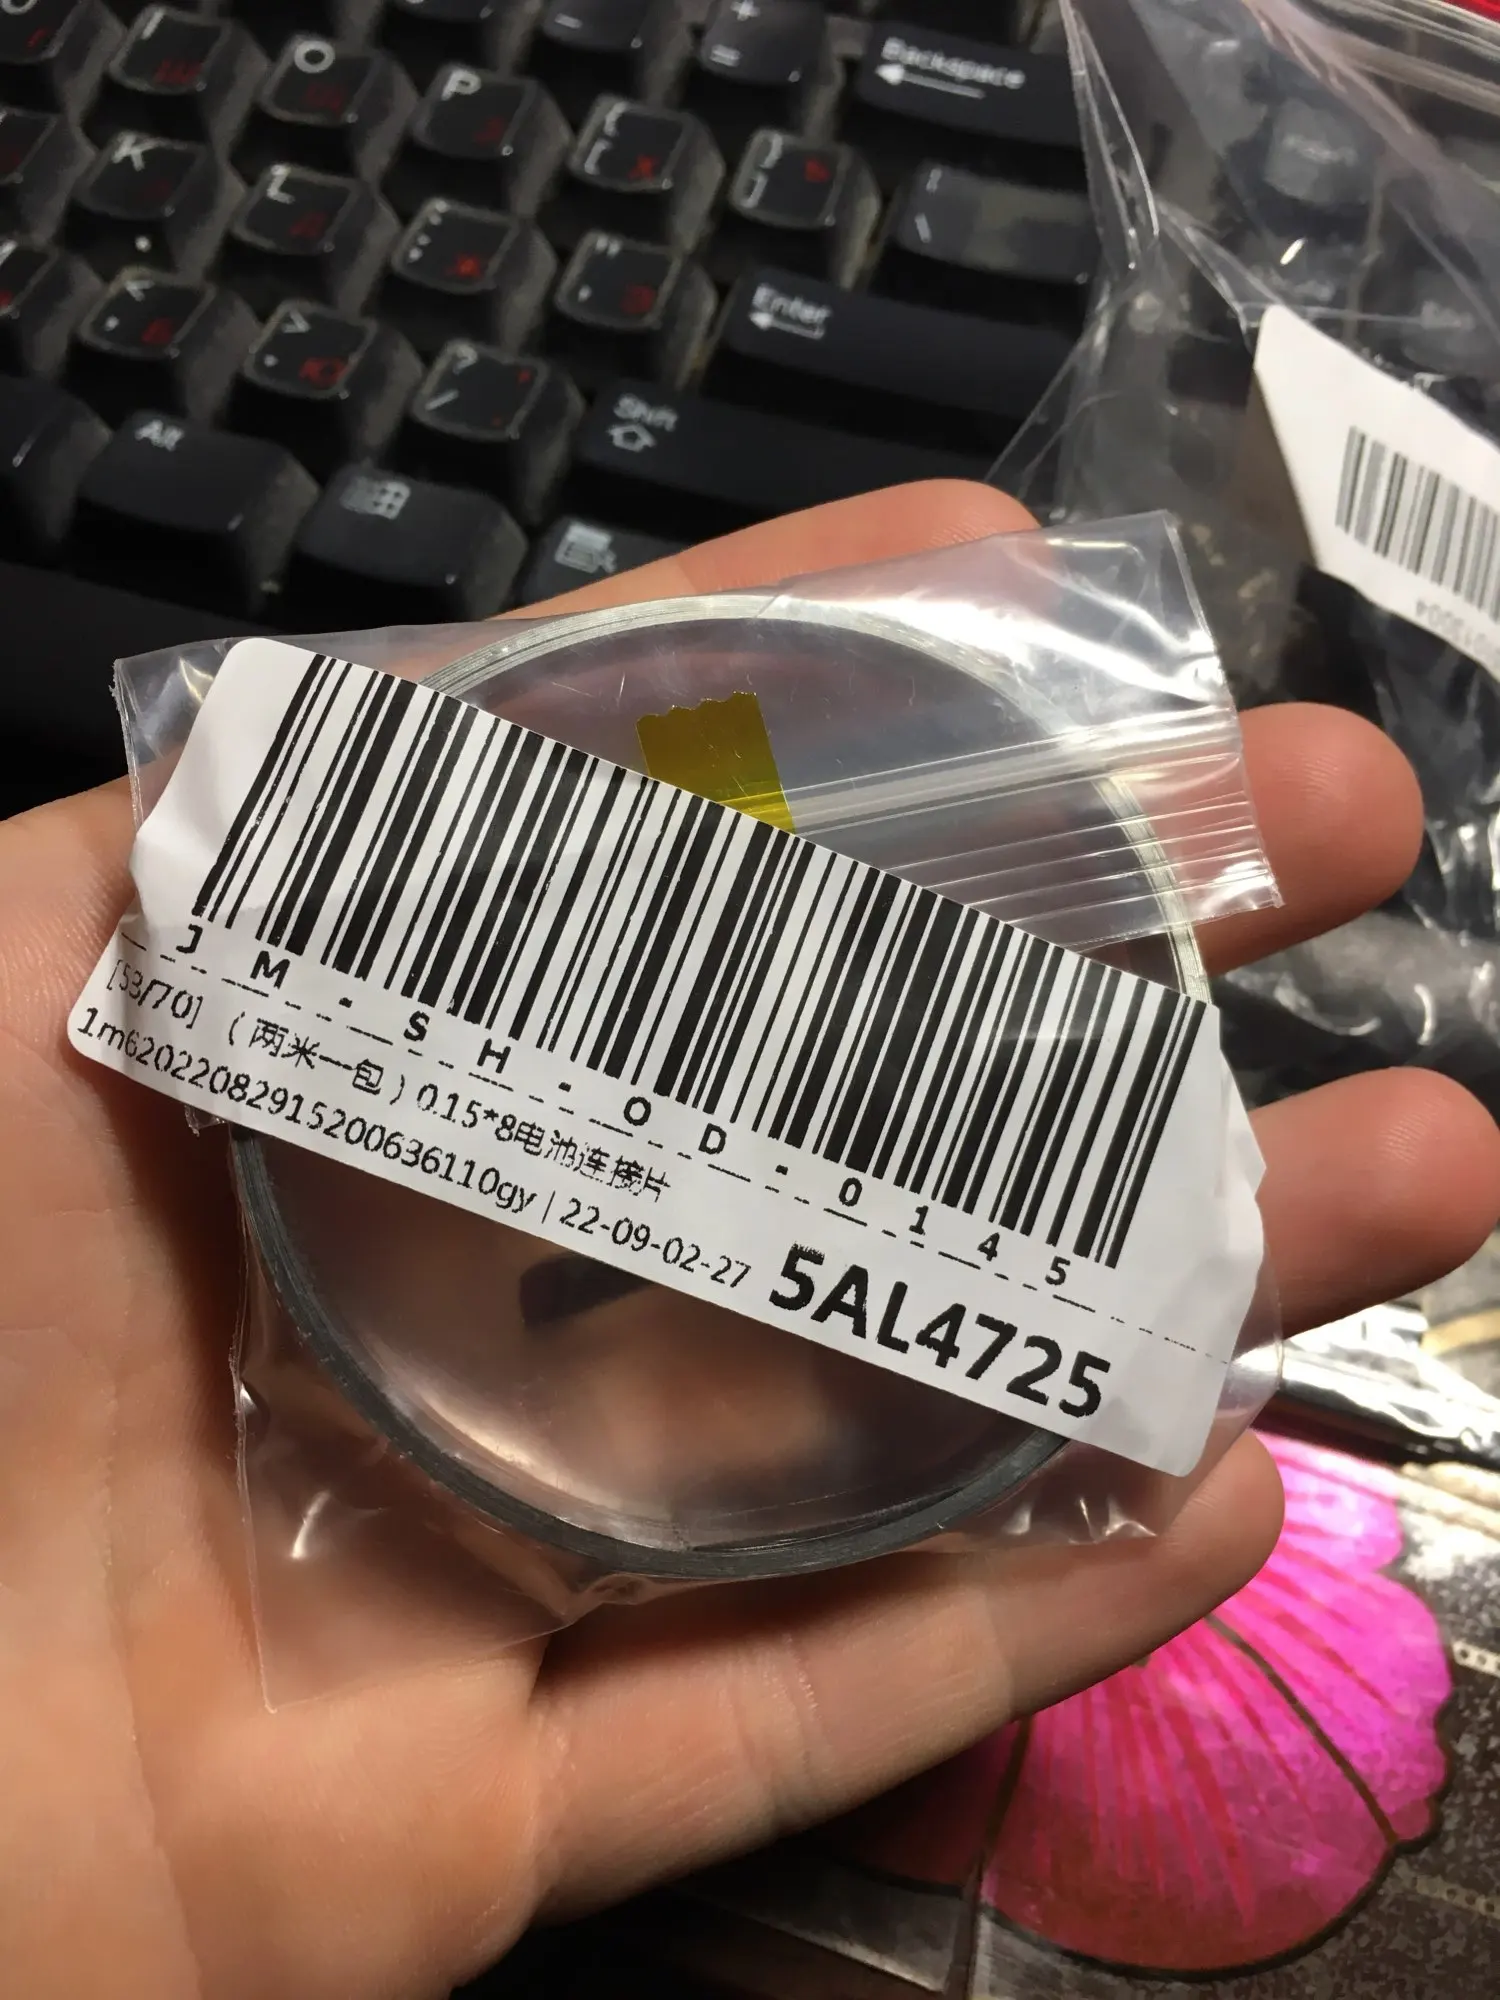 O
P
{
[ х
}
] ъ
+
=
Backspace
K
L
Д
:
; ж
"
' Э
Enter
<
, Б
>
. Ю
?
/
Shift
Alt
JM-SH-OD-0145
[53/70] (两米一包) 0.15*8电池连接片
1m62022082915200636110gy | 22-09-02-27
5AL4725